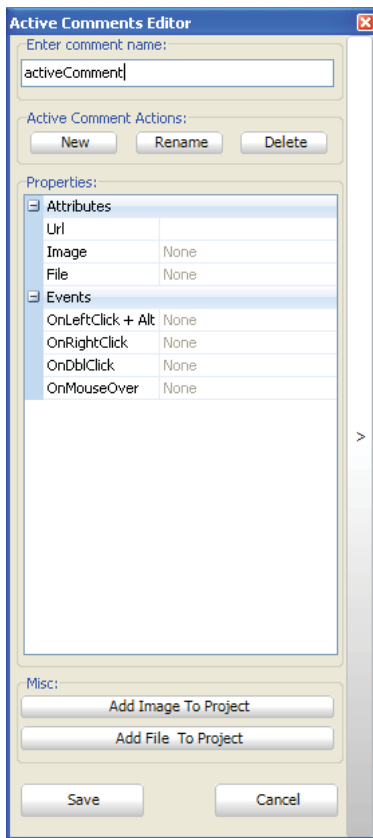 Active Comments Editor
Enter comment name:
activeComment
Active Comment Actions:
New Rename Delete
Properties:
Attributes
Url
Image None
File None
Events
OnLeftClick + Alt None
OnRightClick None
OnDblClick None
OnMouseOver None
>
Misc:
Add Image To Project
Add File To Project
Save Cancel